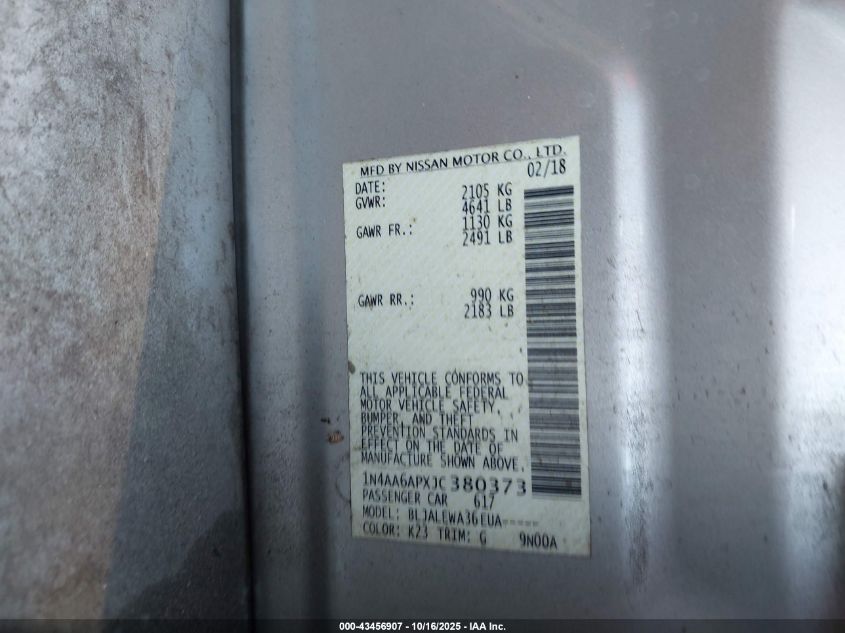 MFD BY NISSAN MOTOR CO., LTD.
DATE: 02/18
GVWR: 2105 KG
4641 LB
GAWR FR.: 1130 KG
2491 LB
GAWR RR.: 990 KG
2183 LB
THIS VEHICLE CONFORMS TO
ALL APPLICABLE FEDERAL
MOTOR VEHICLE SAFETY,
BUMPER, AND THEFT
PREVENTION STANDARDS IN
EFFECT ON THE DATE OF
MANUFACTURE SHOWN ABOVE.
1N4AA6APXJC380373
PASSENGER CAR 617
MODEL: BLJALEWA36EUA-----
COLOR: K23 TRIM: G 9N00A
000-43456907 - 10/16/2025 - IAA Inc.